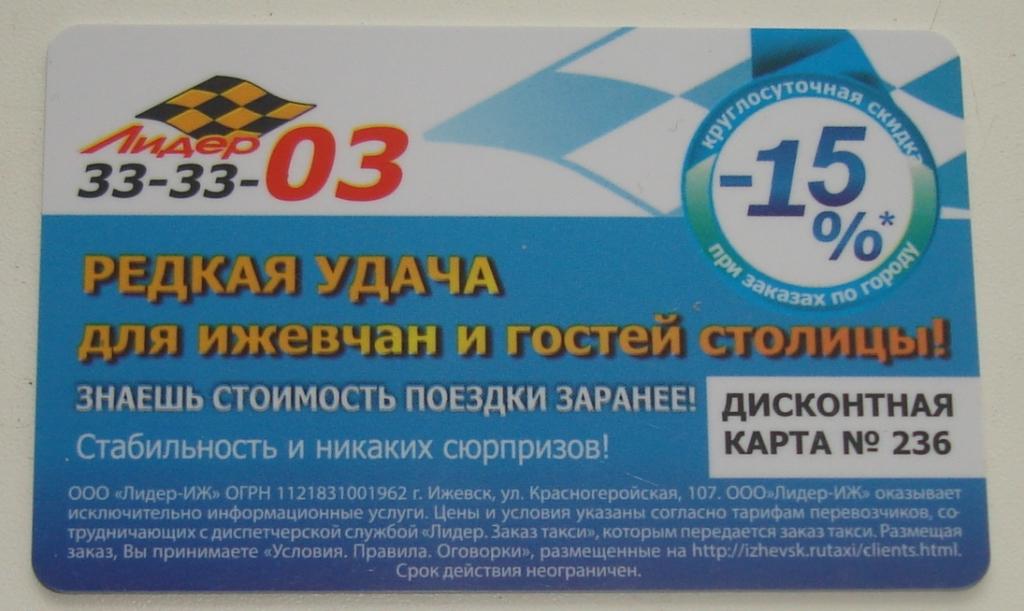 Лидер
33-33-03
круглосуточная скидка
-15
%*
при заказах по городу
РЕДКАЯ УДАЧА
для ижевчан и гостей столицы!
ЗНАЕШЬ СТОИМОСТЬ ПОЕЗДКИ ЗАРАНЕЕ!
Стабильность и никаких сюрпризов!
ДИСКОНТНАЯ
КАРТА № 236
ООО «Лидер-ИЖ» ОГРН 1121831001962 г. Ижевск, ул. Красногеройская, 107. ООО»Лидер-ИЖ» оказывает
исключительно информационные услуги. Цены и условия указаны согласно тарифам перевозчиков, со-
трудничающих с диспетчерской службой «Лидер. Заказ такси», которым передается заказ такси. Размещая
заказ, Вы принимаете «Условия. Правила. Оговорки», размещенные на http://izhevsk.rutaxi/clients.html.
Срок действия неограничен.